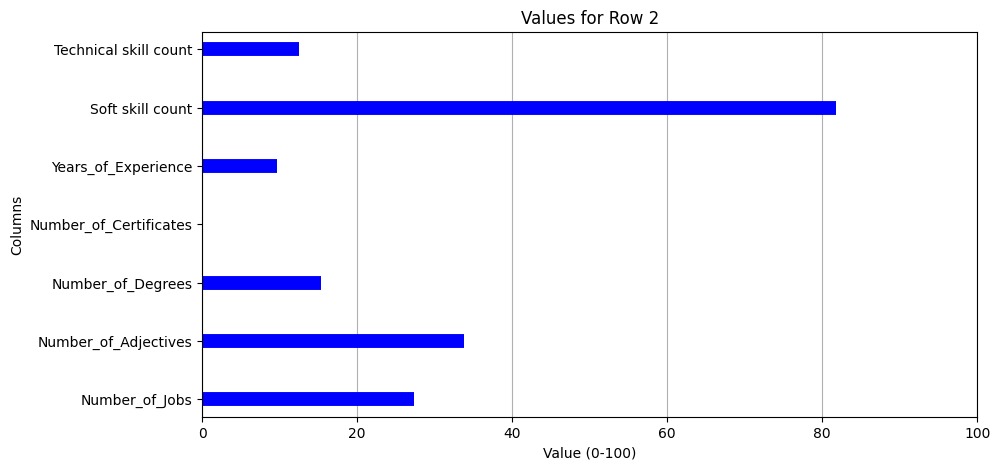 Values for Row 2
Columns
Technical skill count
Soft skill count
Years_of_Experience
Number_of_Certificates
Number_of_Degrees
Number_of_Adjectives
Number_of_Jobs
0 20 40 60 80 100
Value (0-100)